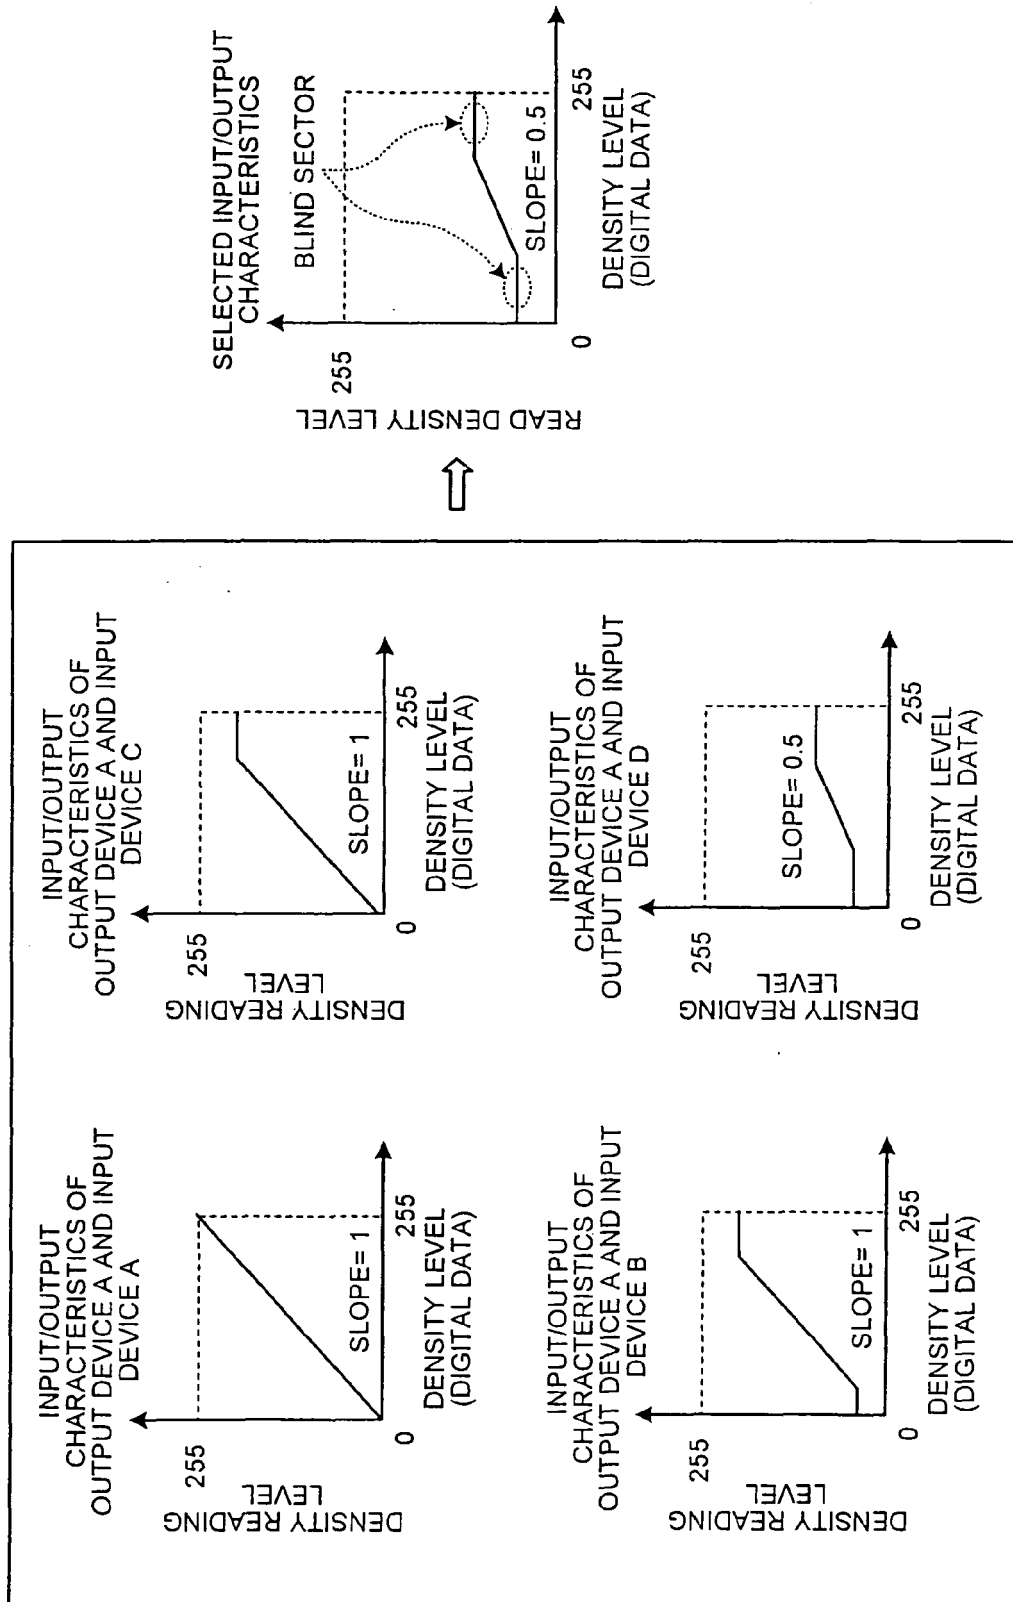 INPUT/OUTPUT
CHARACTERISTICS OF
OUTPUT DEVICE A AND INPUT
DEVICE A
DENSITY READING
LEVEL
255
SLOPE= 1
0
255
DENSITY LEVEL
(DIGITAL DATA)
INPUT/OUTPUT
CHARACTERISTICS OF
OUTPUT DEVICE A AND INPUT
DEVICE C
DENSITY READING
LEVEL
255
SLOPE= 1
0
255
DENSITY LEVEL
(DIGITAL DATA)
INPUT/OUTPUT
CHARACTERISTICS OF
OUTPUT DEVICE A AND INPUT
DEVICE B
DENSITY READING
LEVEL
255
SLOPE= 1
0
255
DENSITY LEVEL
(DIGITAL DATA)
INPUT/OUTPUT
CHARACTERISTICS OF
OUTPUT DEVICE A AND INPUT
DEVICE D
DENSITY READING
LEVEL
255
SLOPE= 0.5
0
255
DENSITY LEVEL
(DIGITAL DATA)
SELECTED INPUT/OUTPUT
CHARACTERISTICS
BLIND SECTOR
READ DENSITY LEVEL
255
SLOPE= 0.5
0
255
DENSITY LEVEL
(DIGITAL DATA)